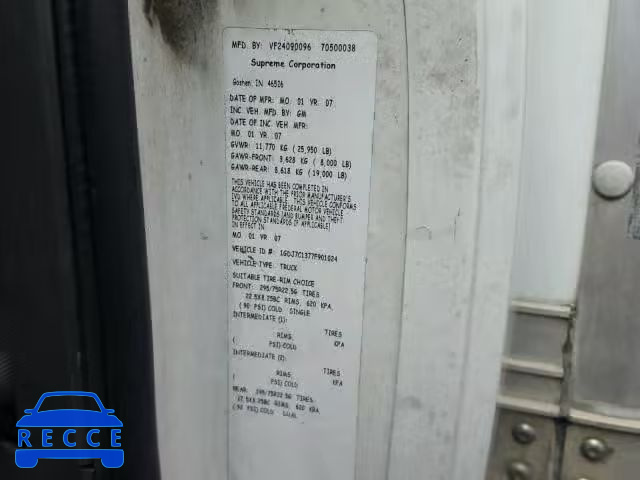 MFD. BY: VF24090096 70500038
Supreme Corporation
Goshen, IN 46526
DATE OF MFR: MO. 01 YR. 07
INC. VEH. MFD. BY: GM
DATE OF INC. VEH. MFR:
MO. 01 YR. 07
GVWR: 11,770 KG (25,950 LB)
GAWR-FRONT: 3,628 KG (8,000 LB)
GAWR-REAR: 8,618 KG (19,000 LB)
THIS VEHICLE HAS BEEN COMPLETED IN
ACCORDANCE WITH THE PRIOR MANUFACTURER'S
IVD WHERE APPLICABLE. THIS VEHICLE CONFORMS
TO ALL APPLICABLE FEDERAL MOTOR VEHICLE
SAFETY STANDARDS [AND BUMPER AND THEFT
PROTECTION STANDARDS IF APPLICABLE]
IN EFFECT IN
MO. 01 YR. 07
VEHICLE ID #: 1GDJ7C1377F901024
VEHICLE TYPE: TRUCK
SUITABLE TIRE-RIM CHOICE
FRONT: 295/75R22.5G TIRES
22.5X8.25BC RIMS, 620 KPA,
( 90 PSI) COLD SINGLE
INTERMEDIATE (1): TIRES
RIMS, KPA
( PSI) COLD
INTERMEDIATE (2): TIRES
RIMS, KPA
( PSI) COLD
REAR: 295/75R22.5G TIRES,
22.5X8.25BC RIMS, 620 KPA
( 90 PSI) COLD DUAL
RECCE